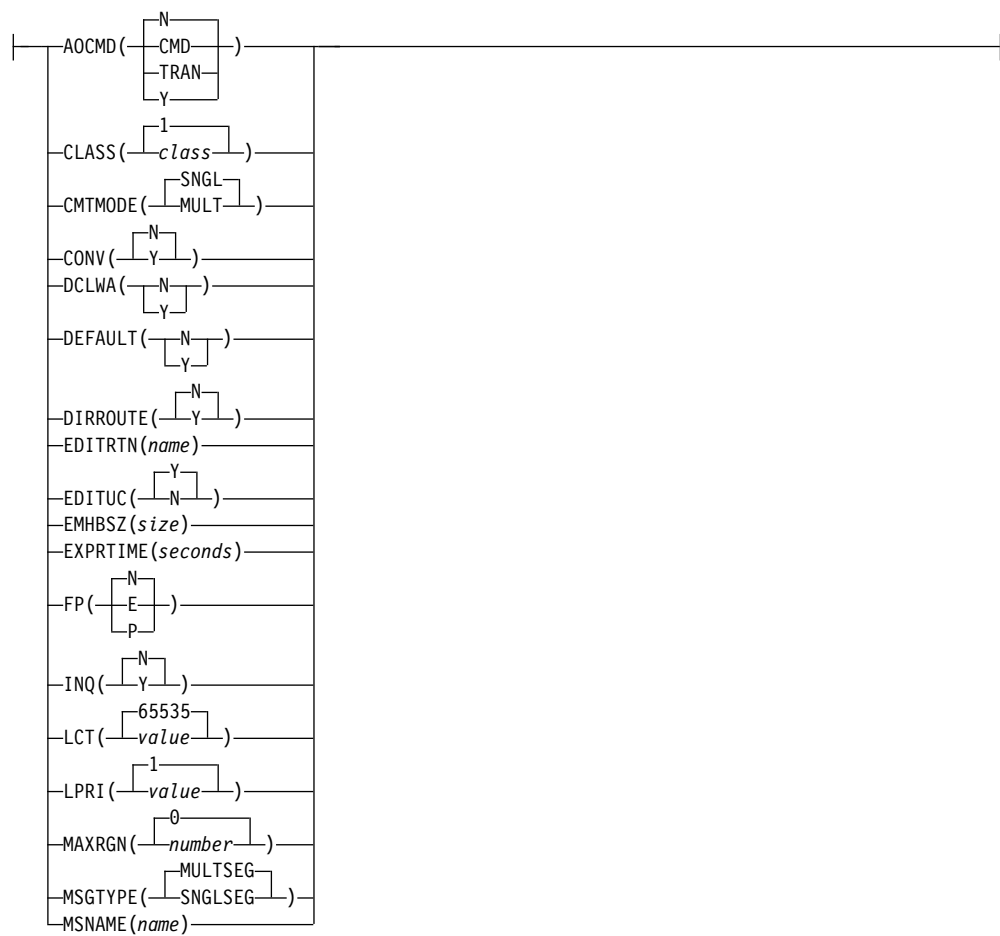 N
AOCMD( CMD )
TRAN
Y
1
CLASS( class )
SNGL
CMTMODE( MULT )
N
CONV( Y )
DCLWA( N )
Y
DEFAULT( N )
Y
N
DIRROUTE( Y )
EDITRTN(name)
Y
EDITUC( N )
EMHBSZ(size)
EXPRTIME(seconds)
N
FP( E )
P
N
INQ( Y )
65535
LCT( value )
1
LPRI( value )
0
MAXRGN( number )
MULTSEG
MSGTYPE( SNGLSEG )
MSNAME(name)